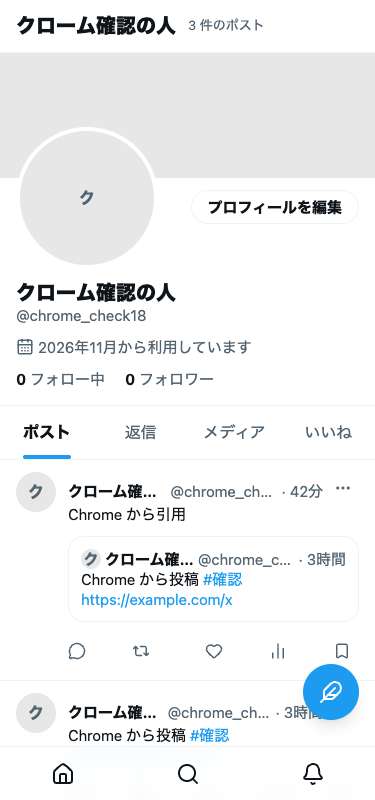 クローム確認の人 3 件のポスト
ク
プロフィールを編集
クローム確認の人
@chrome_check18
2026年11月から利用しています
0 フォロー中 0 フォロワー
ポスト 返信 メディア いいね
ク クローム確… @chrome_ch… · 42分
Chrome から引用
ク クローム確… @chrome_c… · 3時間
Chrome から投稿 #確認
https://example.com/x
ク クローム確… @chrome_ch… · 3時間
Chrome から投稿 #確認